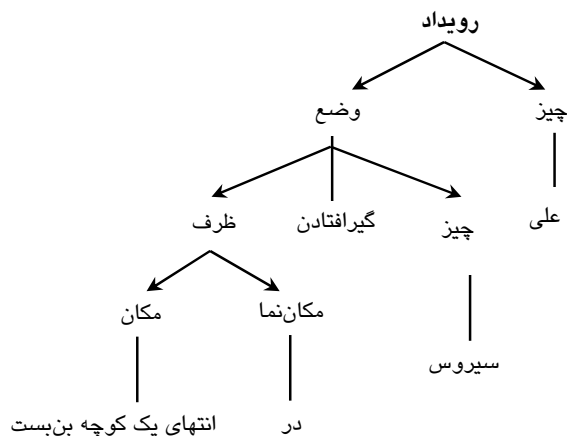 رویداد
چیز وضع
علی چیز گیرافتادن ظرف
مکان‌نما مکان
سیروس
در انتهای یک کوچه بن‌بست